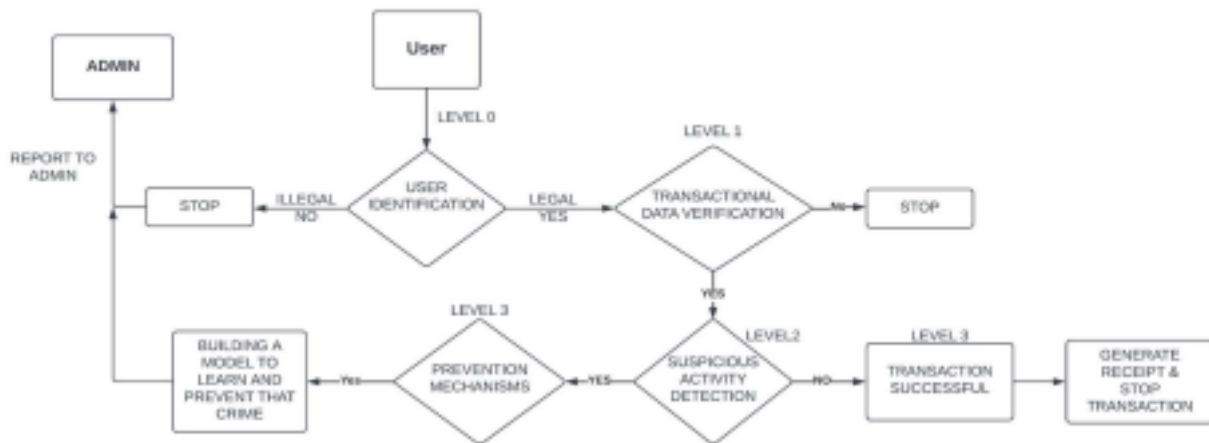 User
ADMIN
LEVEL 0
LEVEL 1
REPORT TO
ADMIN
STOP
ILLEGAL
NO
USER
IDENTIFICATION
LEGAL
YES
TRANSACTIONAL
DATA VERIFICATION
No
STOP
YES
LEVEL 3
LEVEL2
LEVEL 3
BUILDING A
MODEL TO
LEARN AND
PREVENT THAT
CRIME
Yes
PREVENTION
MECHANISMS
YES
SUSPICIOUS
ACTIVITY
DETECTION
NO
TRANSACTION
SUCCESSFUL
GENERATE
RECEIPT &
STOP
TRANSACTION